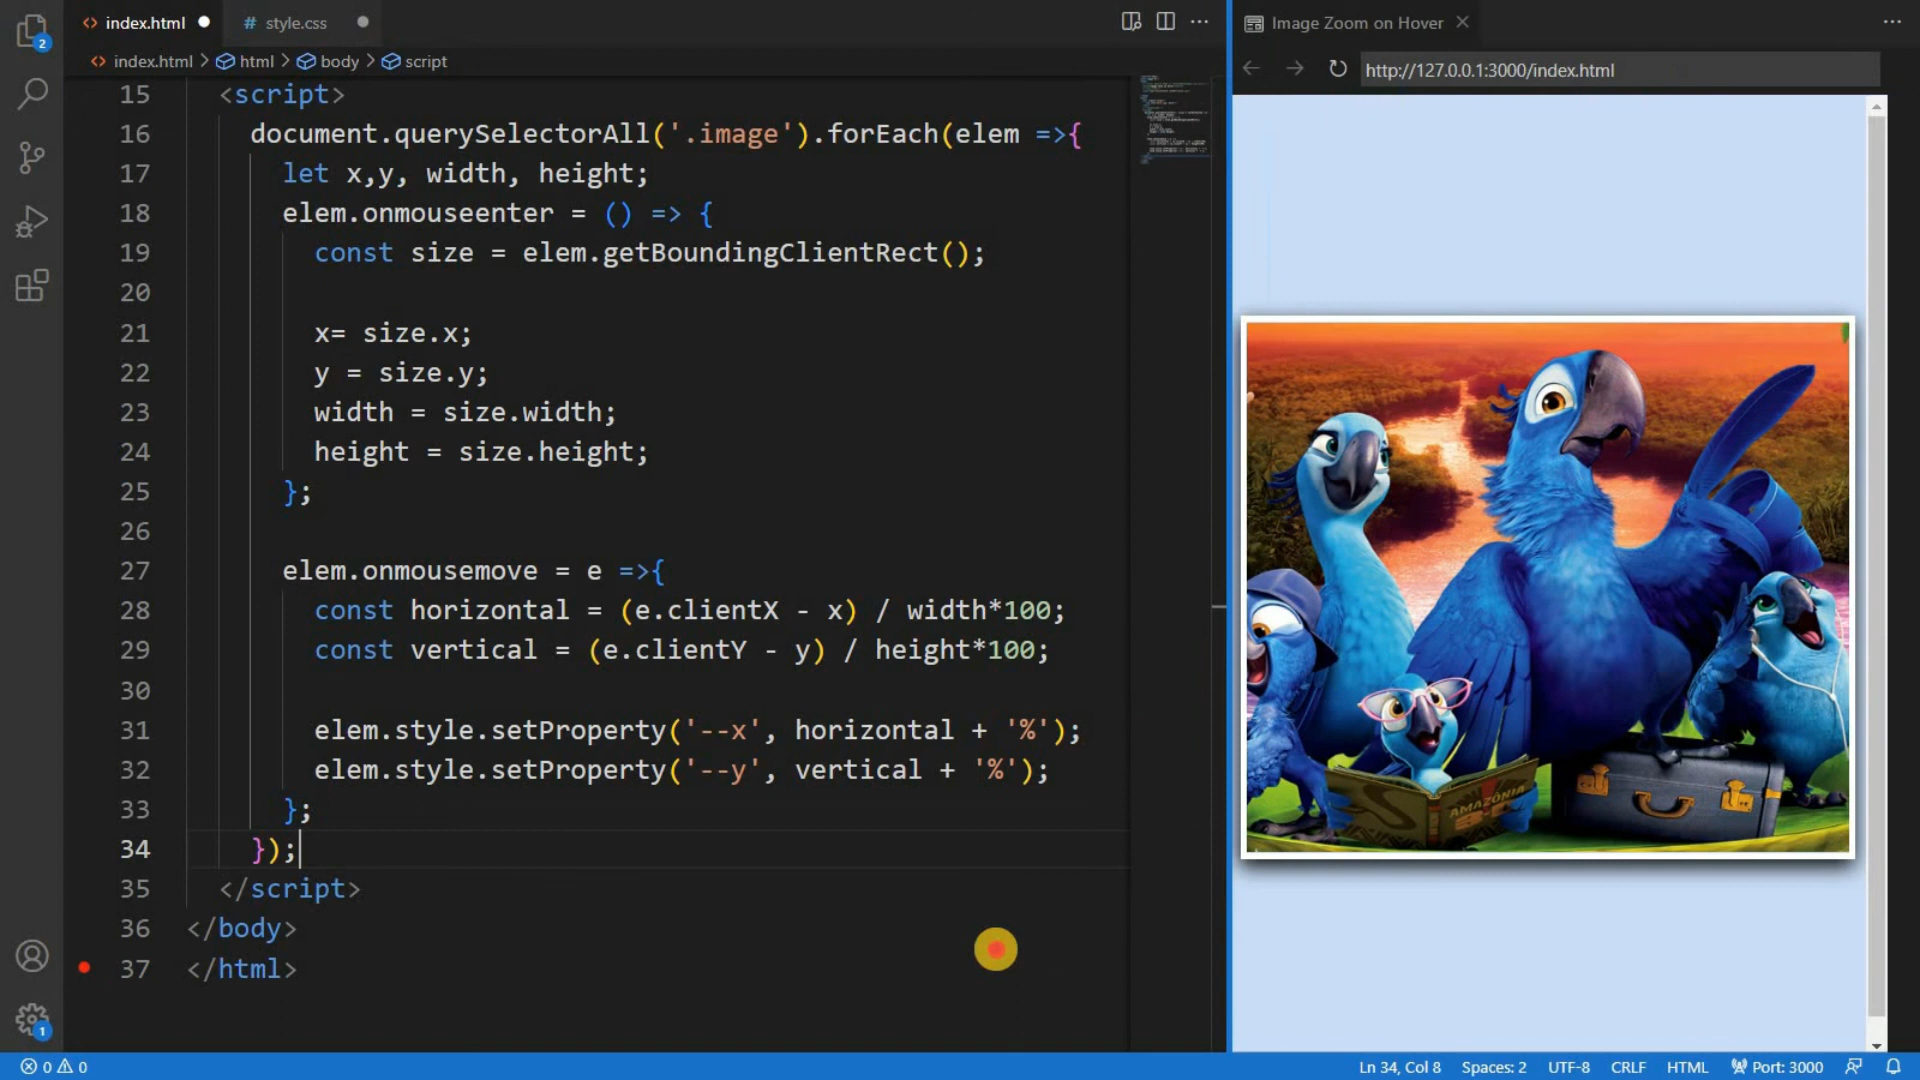 index.html
# style.css
Image Zoom on Hover
index.html > html > body > script
http://127.0.0.1:3000/index.html
15 <script>
16 document.querySelectorAll('.image').forEach(elem =>{
17 let x,y, width, height;
18 elem.onmouseenter = () => {
19 const size = elem.getBoundingClientRect();
20
21 x= size.x;
22 y = size.y;
23 width = size.width;
24 height = size.height;
25 };
26
27 elem.onmousemove = e =>{
28 const horizontal = (e.clientX - x) / width*100;
29 const vertical = (e.clientY - y) / height*100;
30
31 elem.style.setProperty('--x', horizontal + '%');
32 elem.style.setProperty('--y', vertical + '%');
33 };
34 });
35 </script>
36 </body>
37 </html>
2
1
AMAZÔNIA
0 0
Ln 34, Col 8 Spaces: 2 UTF-8 CRLF HTML Port: 3000